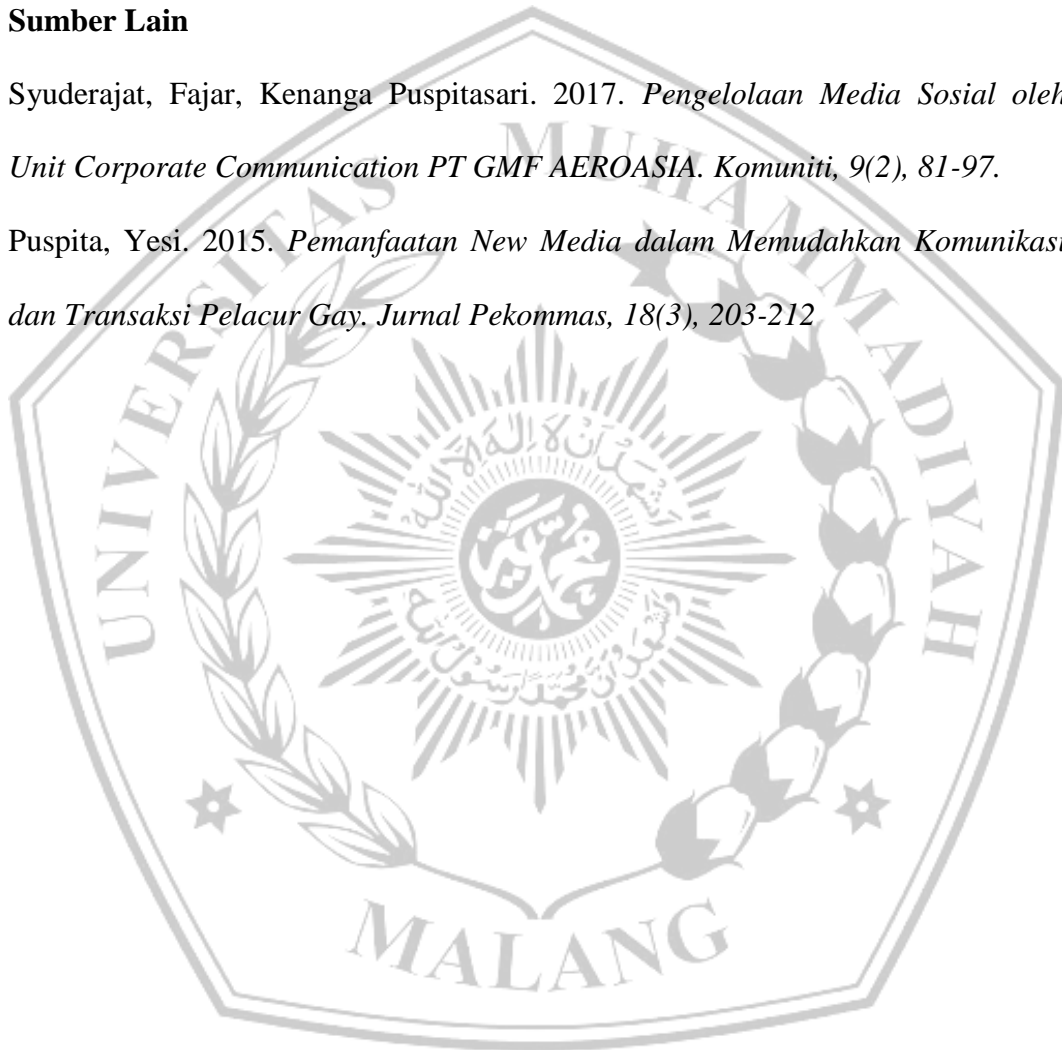 Sumber Lain
Syuderajat, Fajar, Kenanga Puspitasari. 2017. Pengelolaan Media Sosial oleh
Unit Corporate Communication PT GMF AEROASIA. Komuniti, 9(2), 81-97.
Puspita, Yesi. 2015. Pemanfaatan New Media dalam Memudahkan Komunikasi
dan Transaksi Pelacur Gay. Jurnal Pekommas, 18(3), 203-212
UNIVERSITAS MUHAMMADIYAH
MALANG